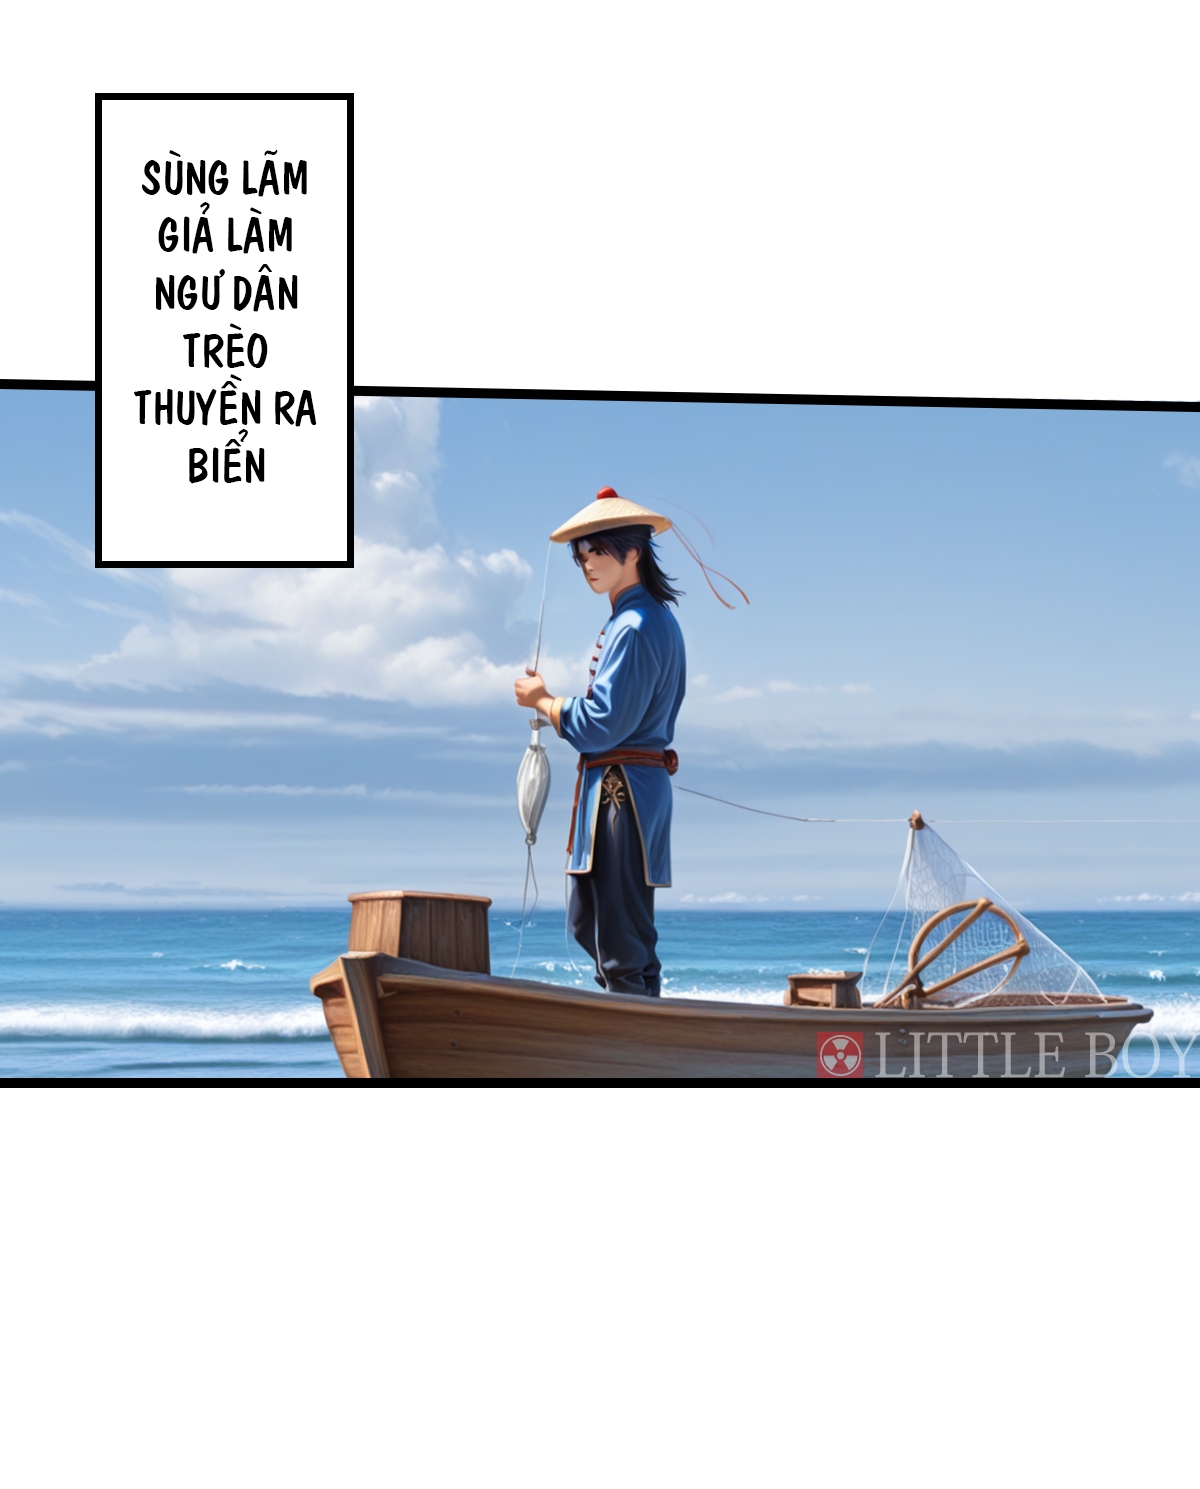 SÙNG LÃM
GIẢ LÀM
NGƯ DÂN
TRÈO
THUYỀN RA
BIỂN
LITTLE BOY